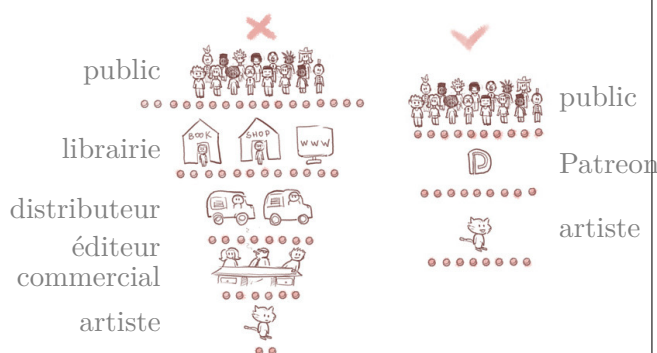 public
librairie
BOOK
SHOP
www
distributeur
éditeur
commercial
artiste
public
Patreon
artiste